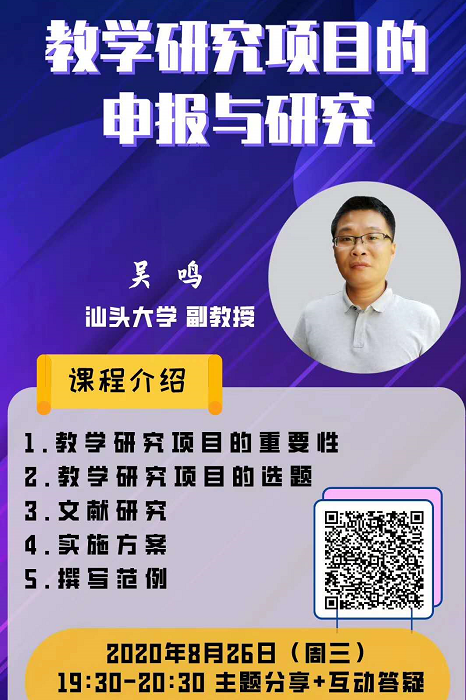 教学研究项目的
申报与研究
吴 鸣
汕头大学 副教授
课程介绍
1.教学研究项目的重要性
2.教学研究项目的选题
3.文献研究
4.实施方案
5.撰写范例
2020年8月26日（周三）
19:30-20:30 主题分享+互动答疑